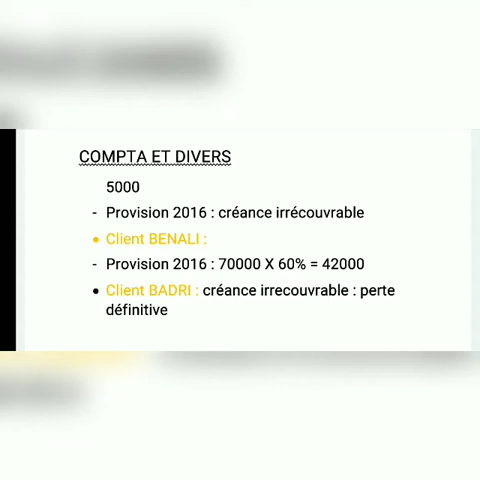 COMPTA ET DIVERS
5000
- Provision 2016 : créance irrécouvrable
• Client BENALI :
- Provision 2016 : 70000 X 60% = 42000
• Client BADRI : créance irrecouvrable : perte
définitive